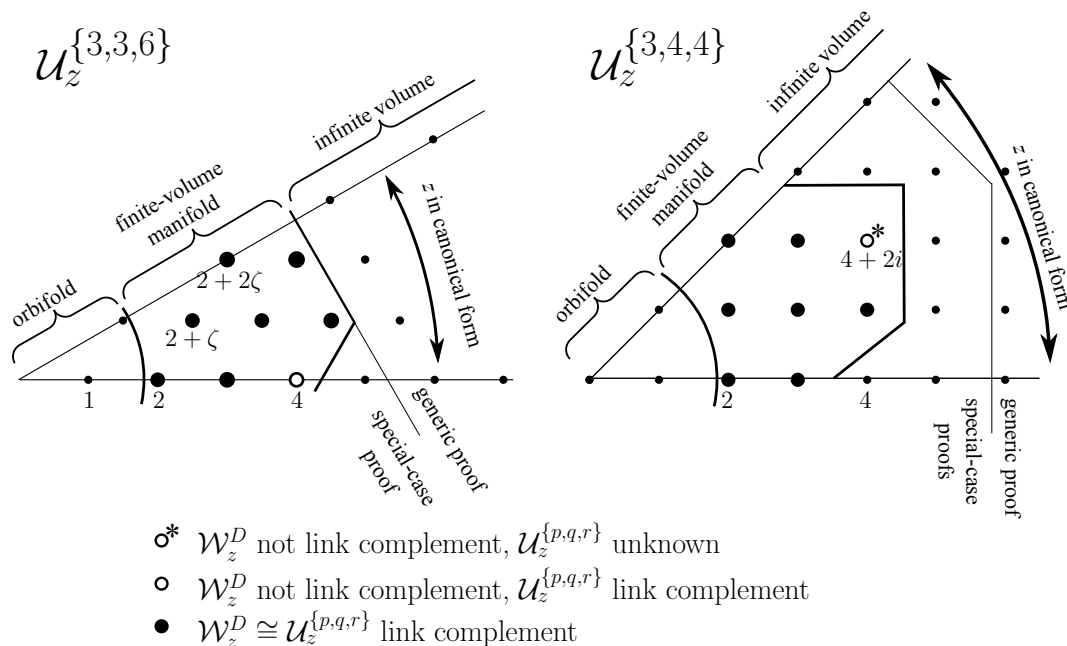 𝒰_z^{3,3,6}
infinite volume
finite-volume
manifold
orbifold
z in canonical form
2 + 2ζ
2 + ζ
1
2
4
special-case
proof
generic proof
𝒰_z^{3,4,4}
infinite volume
finite-volume
manifold
orbifold
z in canonical form
*
4 + 2i
2
4
special-case
proofs
generic proof
* 𝒲_z^D not link complement, 𝒰_z^{p,q,r} unknown
𝒲_z^D not link complement, 𝒰_z^{p,q,r} link complement
𝒲_z^D ≅ 𝒰_z^{p,q,r} link complement